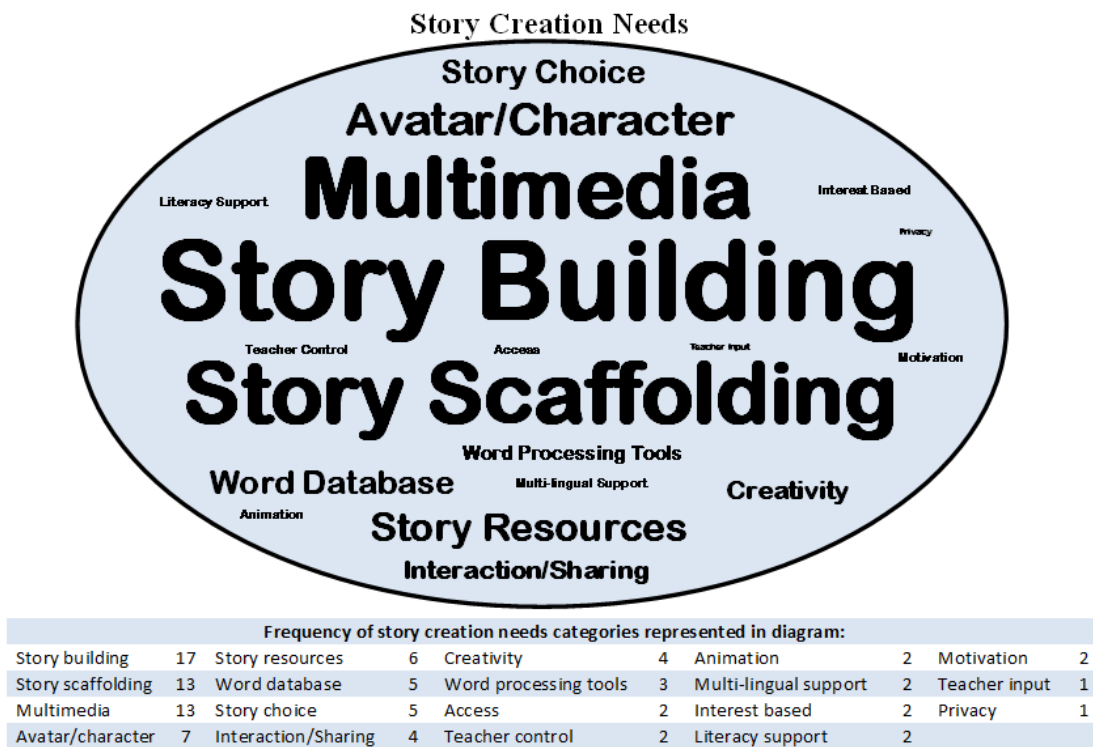 Story Creation Needs
Story Choice
Avatar/Character
Multimedia
Literacy Support
Interest Based
Privacy
Story Building
Teacher Control
Access
Teacher Input
Motivation
Story Scaffolding
Word Processing Tools
Word Database
Multi-lingual Support
Creativity
Animation
Story Resources
Interaction/Sharing
Frequency of story creation needs categories represented in diagram:
Story building 17 Story resources 6 Creativity 4 Animation 2 Motivation 2
Story scaffolding 13 Word database 5 Word processing tools 3 Multi-lingual support 2 Teacher input 1
Multimedia 13 Story choice 5 Access 2 Interest based 2 Privacy 1
Avatar/character 7 Interaction/Sharing 4 Teacher control 2 Literacy support 2